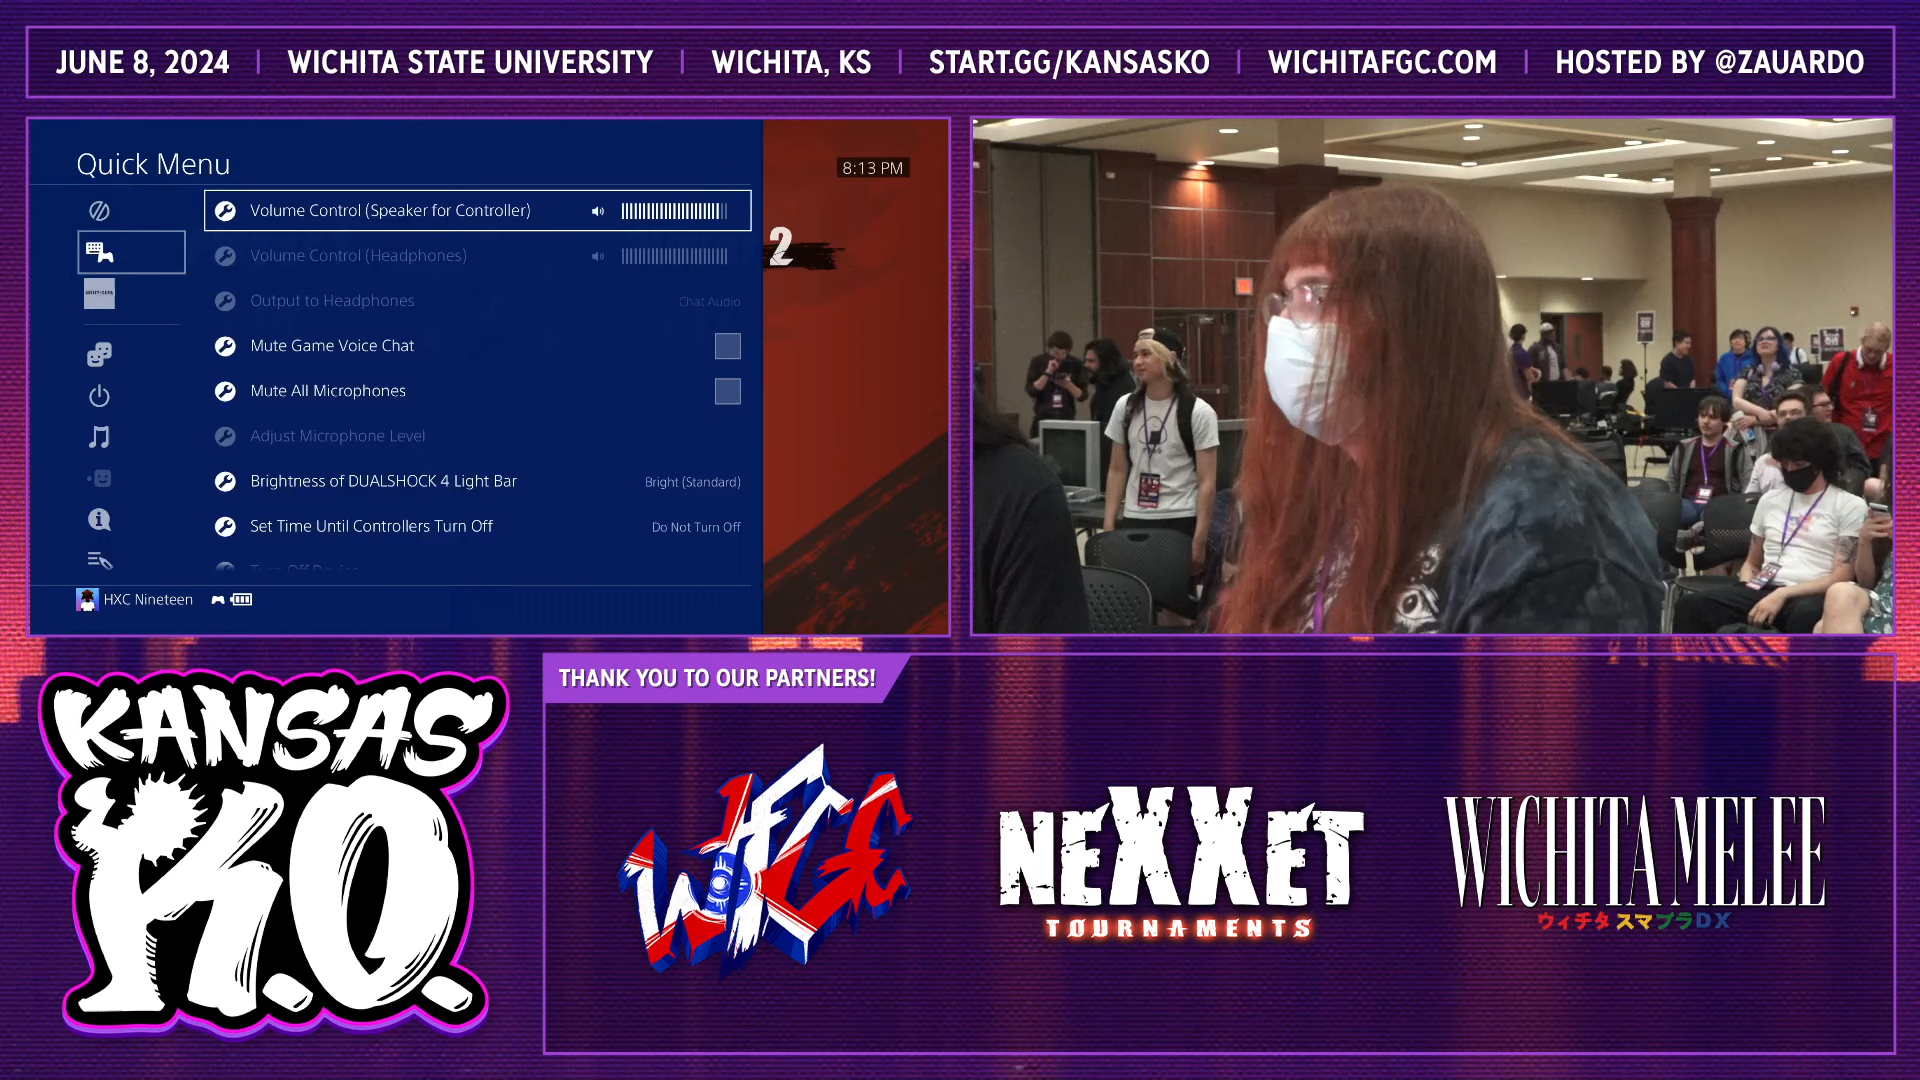 JUNE 8, 2024 | WICHITA STATE UNIVERSITY | WICHITA, KS | START.GG/KANSASKO | WICHITAFGC.COM | HOSTED BY @ZAUARDO
Quick Menu
8:13 PM
Volume Control (Speaker for Controller)
2
Volume Control (Headphones)
Output to Headphones Chat Audio
Mute Game Voice Chat
Mute All Microphones
Adjust Microphone Level
Brightness of DUALSHOCK 4 Light Bar Bright (Standard)
Set Time Until Controllers Turn Off Do Not Turn Off
Turn Off Device
HXC Nineteen
THANK YOU TO OUR PARTNERS!
KANSAS
K.O.
WFGC
NEXXET
TOURNAMENTS
WICHITA MELEE
ウィチタスマブラDX